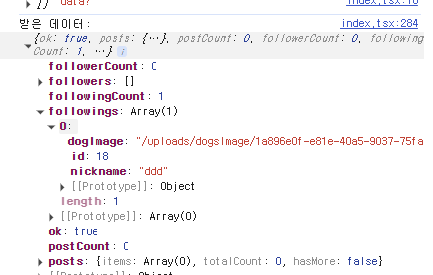 }] data?
index.tsx:10
받은 데이터: index.tsx:284
{ok: true, posts: {…}, postCount: 0, followerCount: 0, following
Count: 1, …} i
followerCount: 0
followers: []
followingCount: 1
followings: Array(1)
0:
dogImage: "/uploads/dogsImage/1a896e0f-e81e-40a5-9037-75fa
id: 18
nickname: "ddd"
[[Prototype]]: Object
length: 1
[[Prototype]]: Array(0)
ok: true
postCount: 0
posts: {items: Array(0), totalCount: 0, hasMore: false}
[[Prototype]]: Object